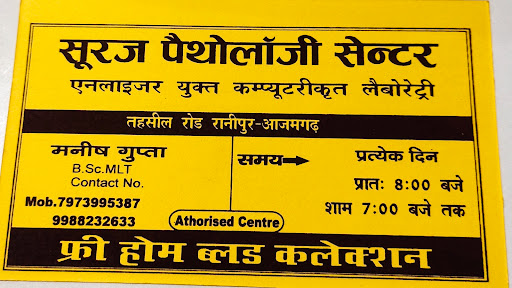 सूरज पैथोलॉजी सेन्टर
एनलाइजर युक्त कम्प्यूटरीकृत लैबोरेट्री
तहसील रोड रानीपुर-आजमगढ़
मनीष गुप्ता
B.Sc.MLT
Contact No.
Mob.7973995387
9988232633
समय
प्रत्येक दिन
प्रातः 8:00 बजे
शाम 7:00 बजे तक
Athorised Centre
फ्री होम ब्लड कलेक्शन